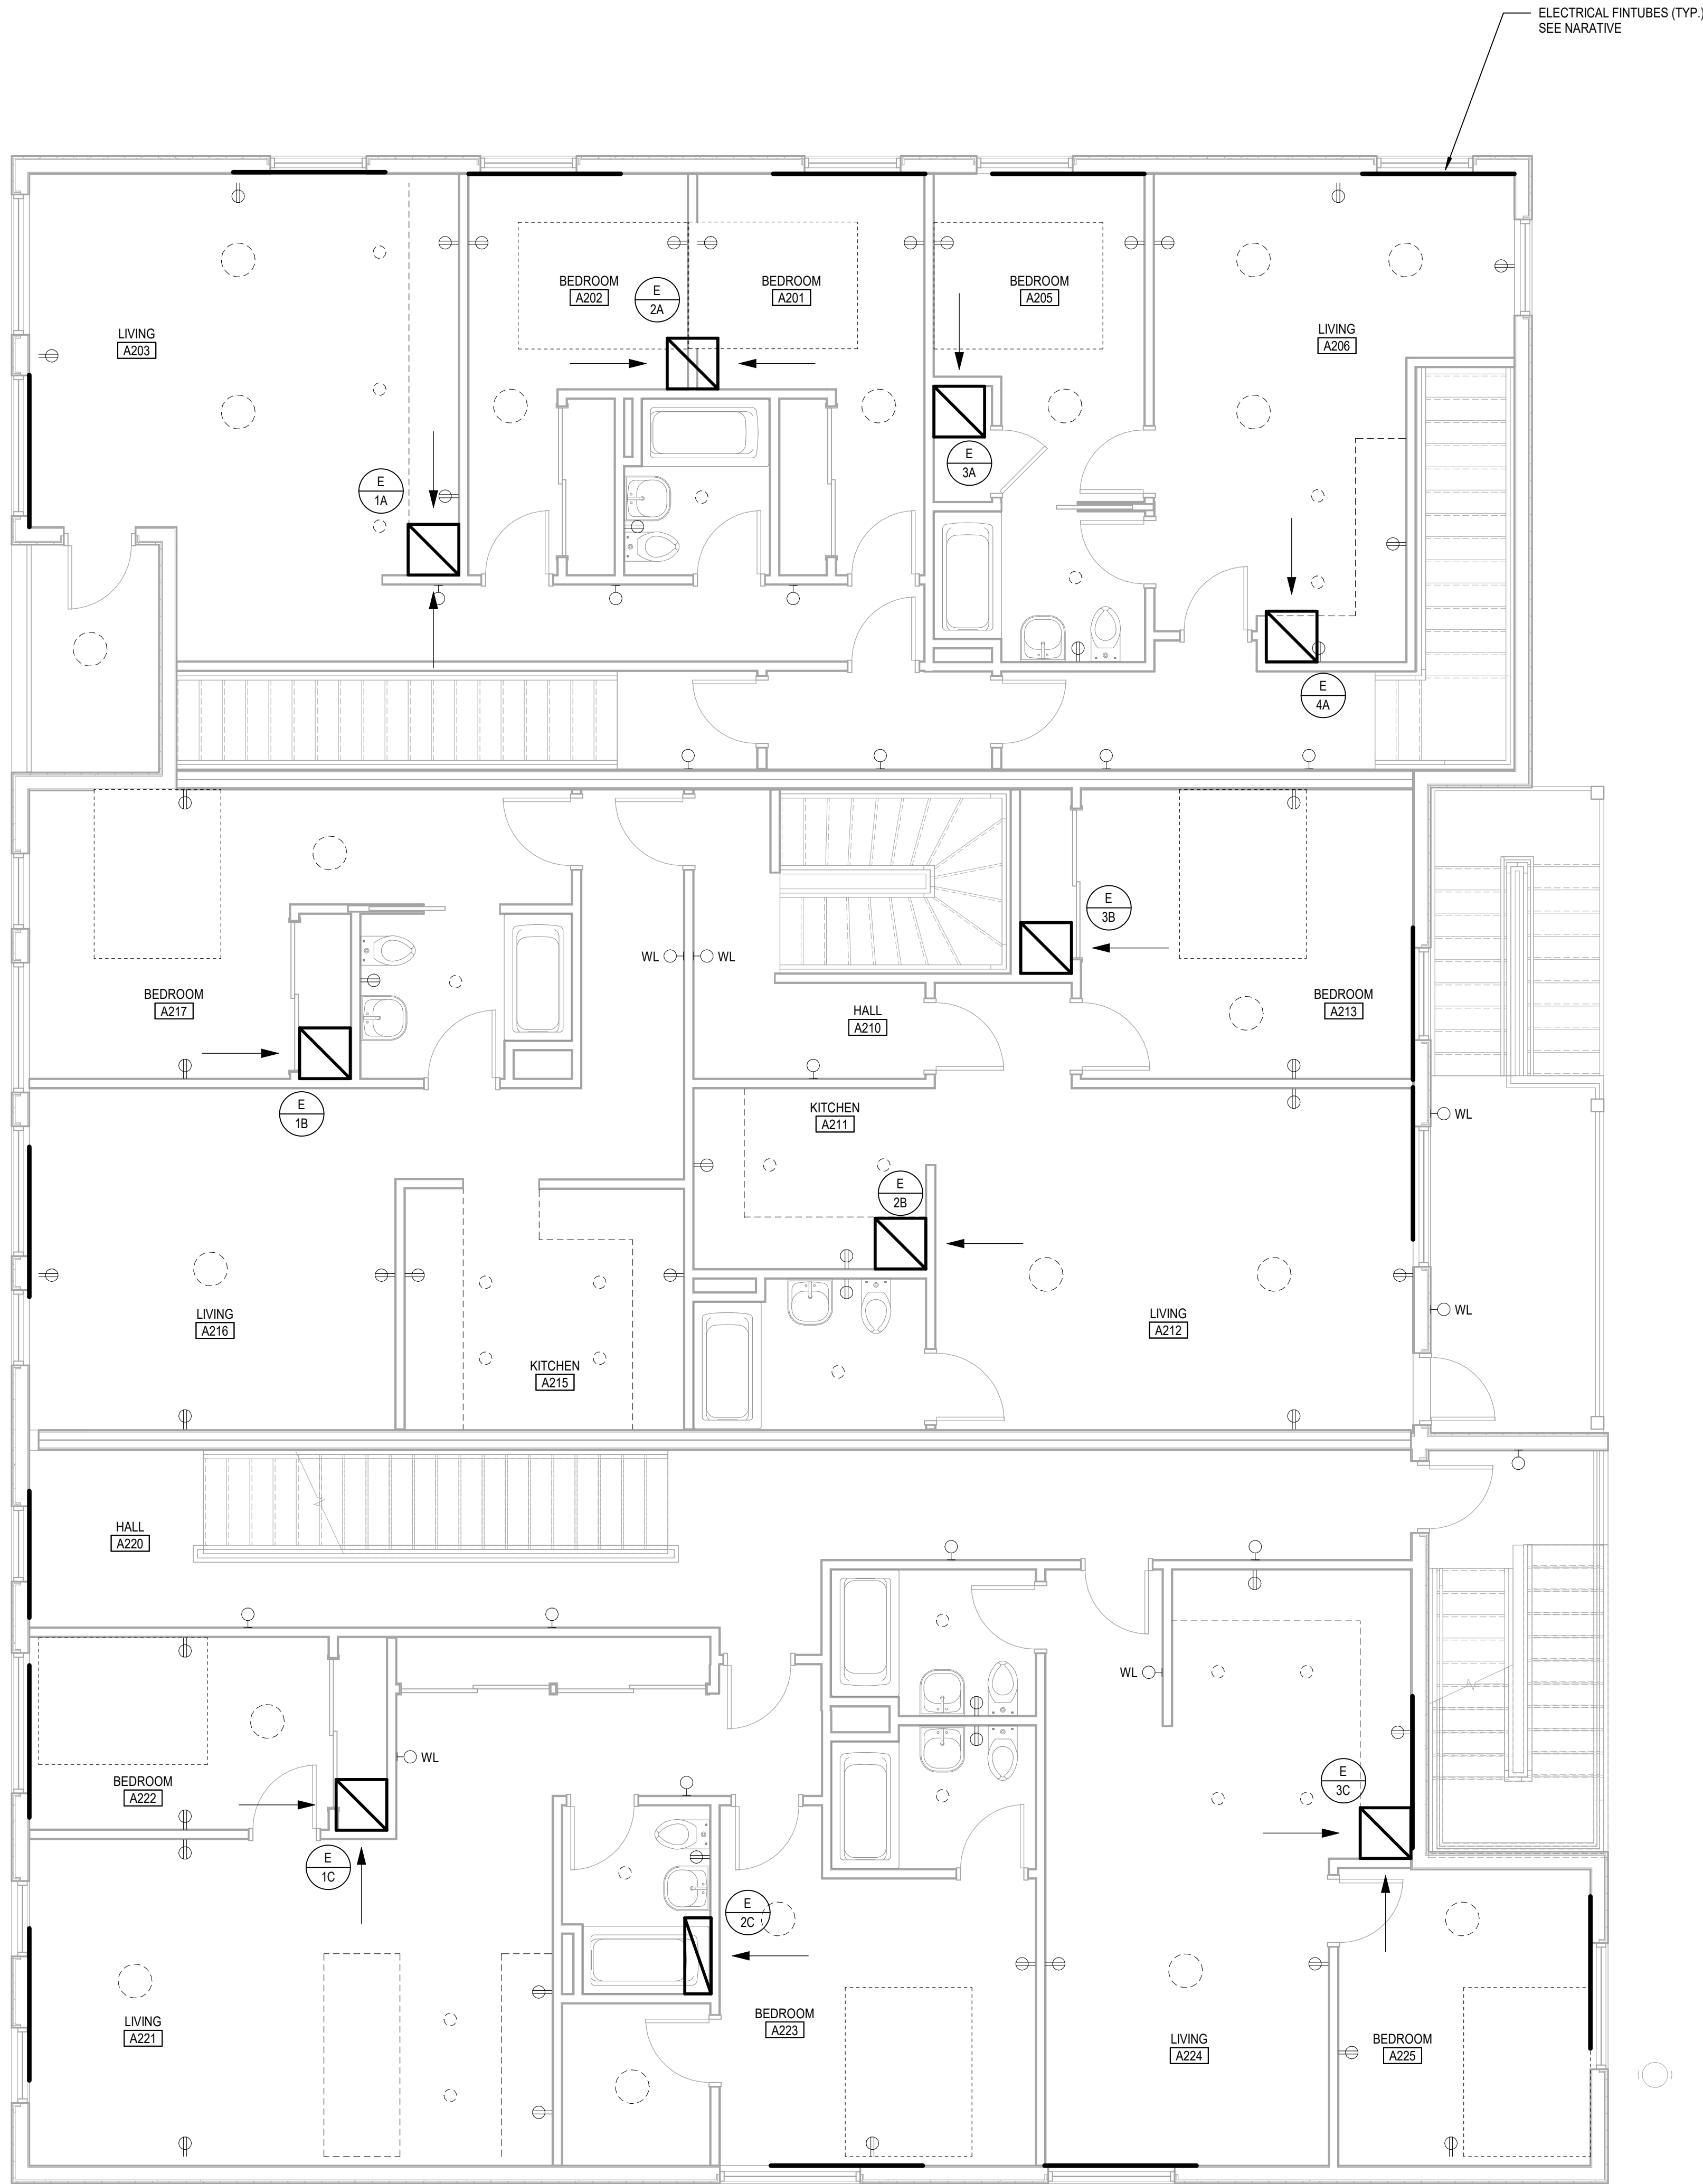 ELECTRICAL FINTUBES (TYP.)
SEE NARATIVE
BEDROOM
A202
E
2A
BEDROOM
A201
BEDROOM
A205
LIVING
A203
LIVING
A206
E
1A
E
3A
E
4A
E
3B
WL
WL
BEDROOM
A217
HALL
A210
BEDROOM
A213
E
1B
KITCHEN
A211
WL
E
2B
LIVING
A216
LIVING
A212
WL
KITCHEN
A215
HALL
A220
WL
WL
BEDROOM
A222
E
3C
E
1C
E
2C
LIVING
A221
BEDROOM
A223
LIVING
A224
BEDROOM
A225